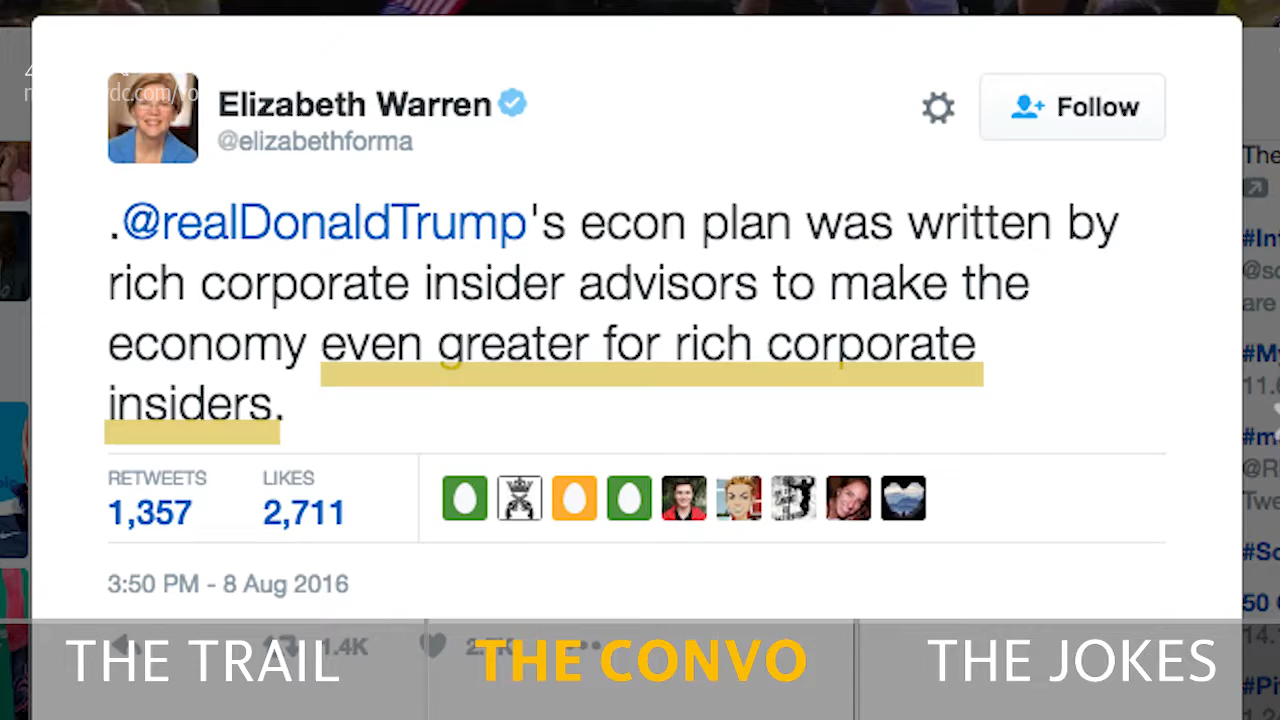 Elizabeth Warren
@elizabethforma
Follow
.@realDonaldTrump's econ plan was written by
rich corporate insider advisors to make the
economy even greater for rich corporate
insiders.
RETWEETS LIKES
1,357 2,711
3:50 PM - 8 Aug 2016
1.4K
THE TRAIL THE CONVO THE JOKES